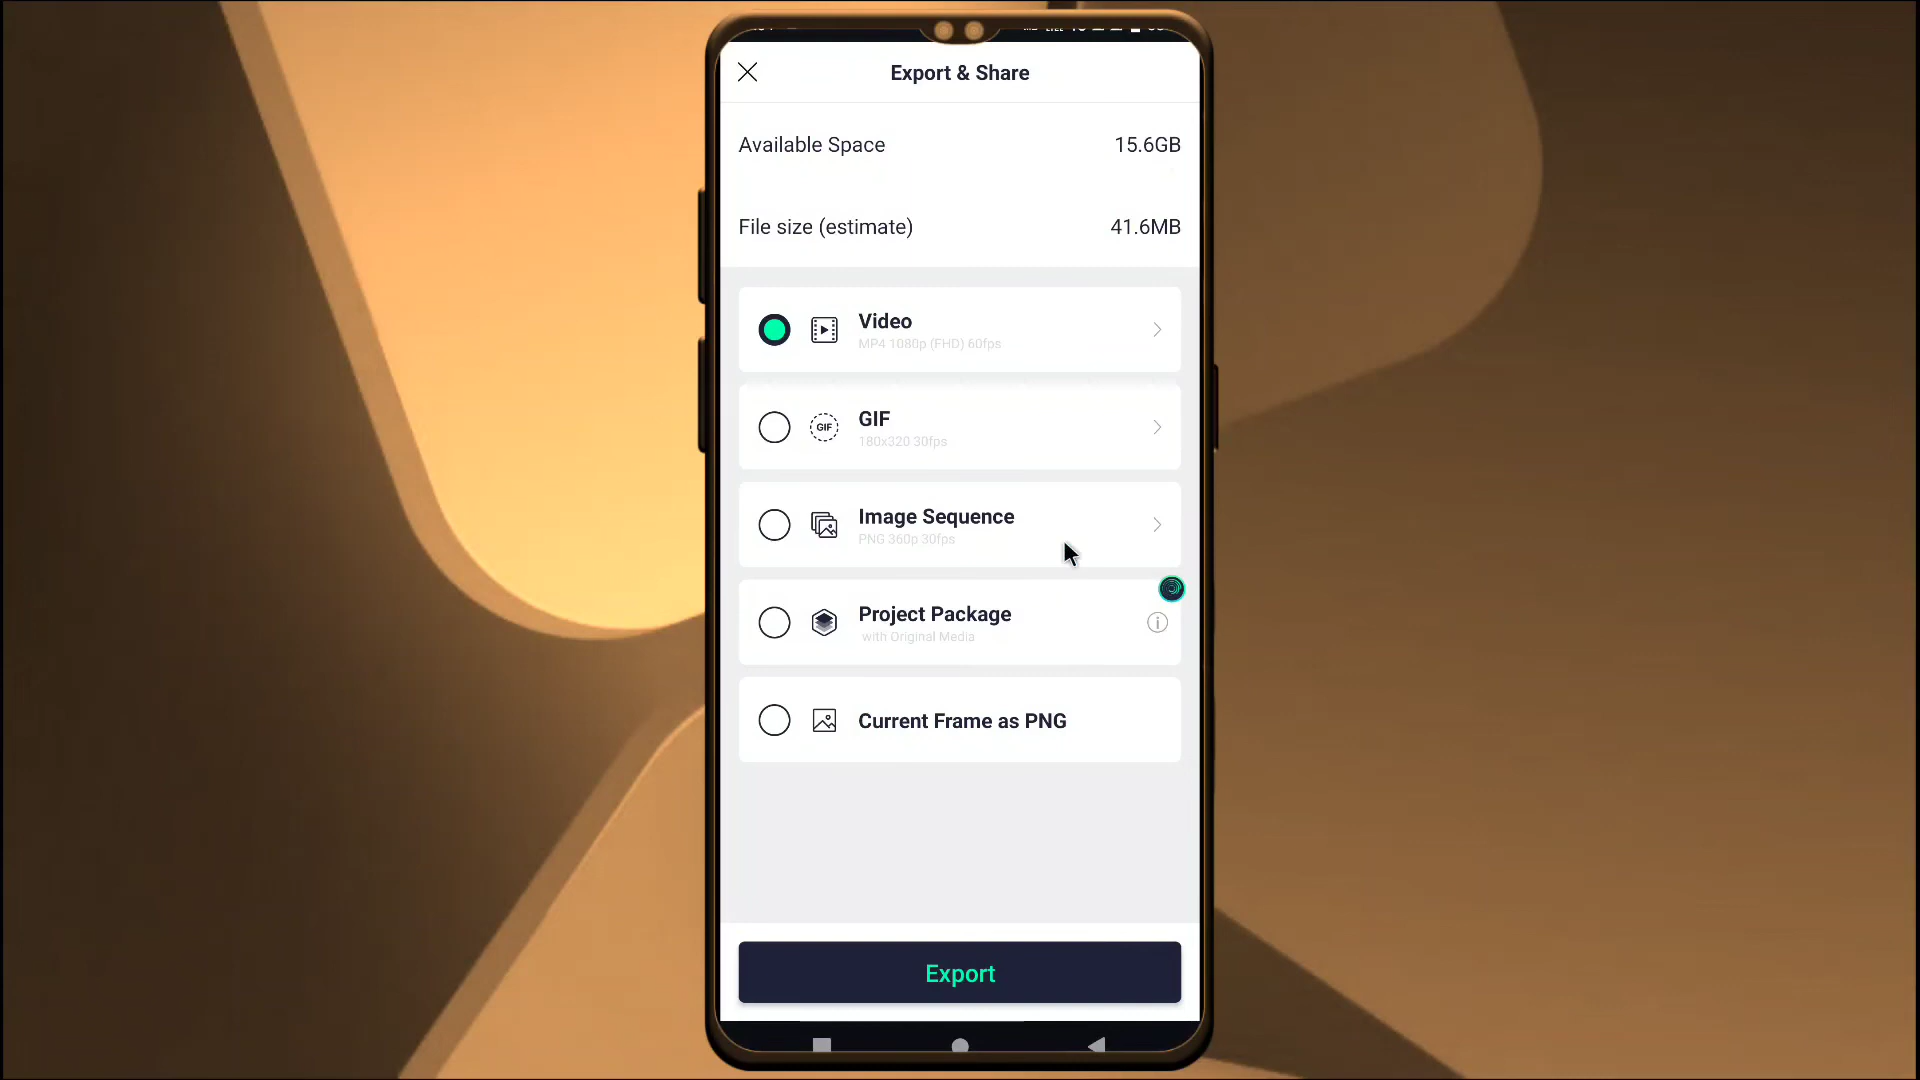 Export & Share
Available Space 15.6GB
File size (estimate) 41.6MB
Video
MP4 1080p (FHD) 60fps
GIF
GIF
180x320 30fps
Image Sequence
PNG 360p 30fps
Project Package
with Original Media
Current Frame as PNG
Export